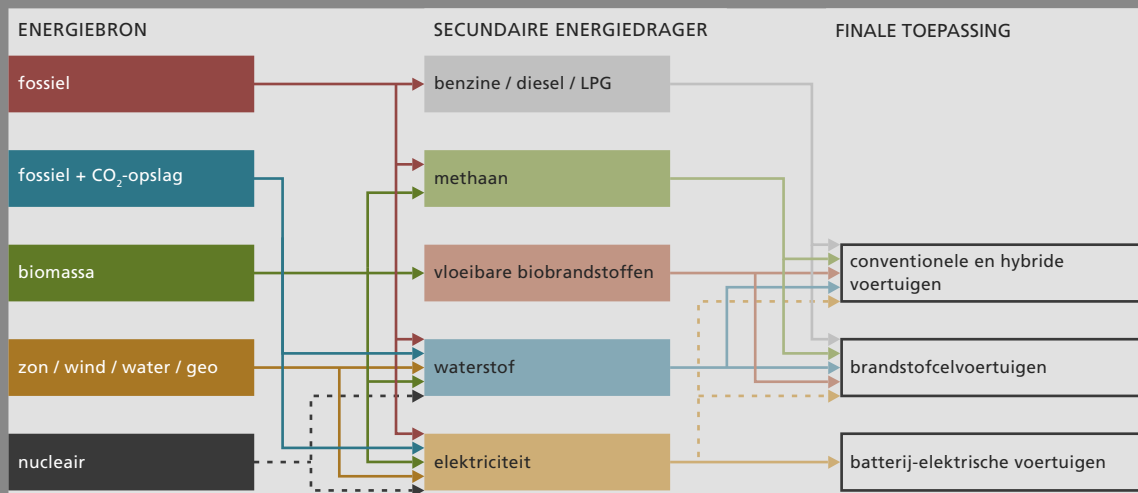 ENERGIEBRON
SECUNDAIRE ENERGIEDRAGER
FINALE TOEPASSING
fossiel
benzine / diesel / LPG
fossiel + CO₂-opslag
methaan
biomassa
vloeibare biobrandstoffen
conventionele en hybride
voertuigen
zon / wind / water / geo
waterstof
brandstofcelvoertuigen
nucleair
elektriciteit
batterij-elektrische voertuigen